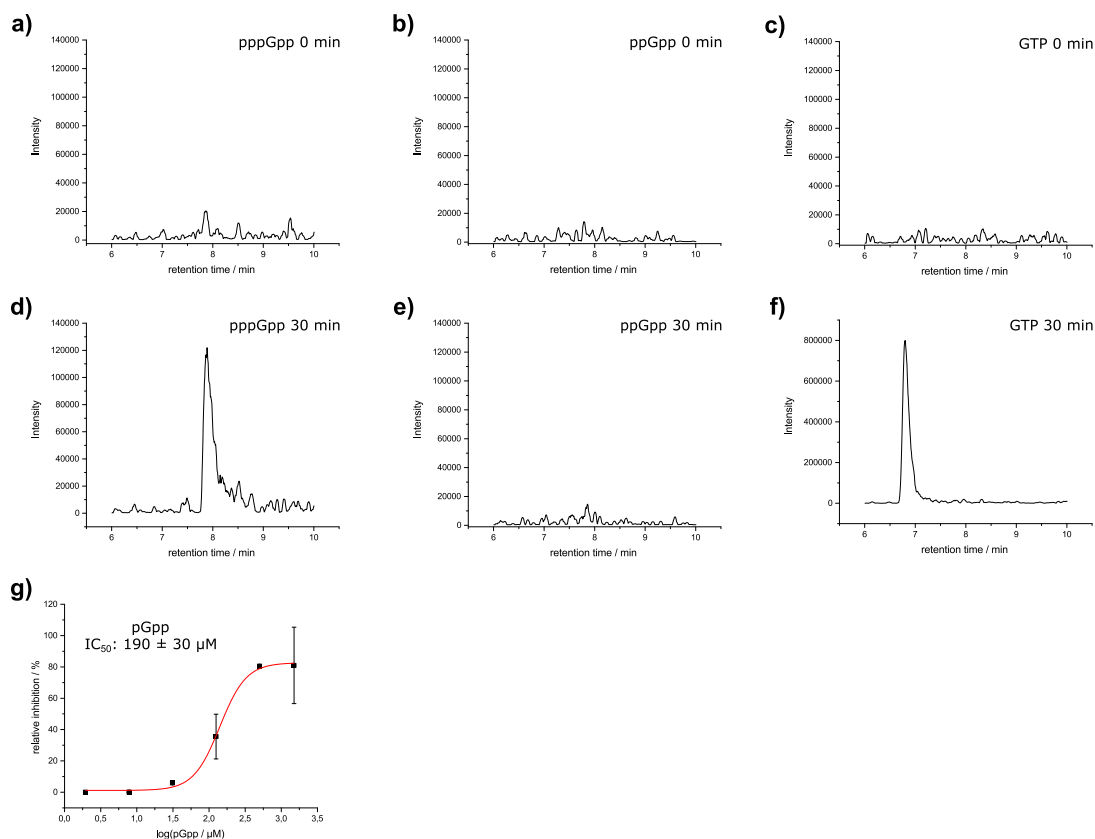 a)
pppGpp 0 min
140000
120000
100000
80000
60000
40000
20000
0
Intensity
6 7 8 9 10
retention time / min
b)
ppGpp 0 min
140000
120000
100000
80000
60000
40000
20000
0
Intensity
6 7 8 9 10
retention time / min
c)
GTP 0 min
140000
120000
100000
80000
60000
40000
20000
0
Intensity
6 7 8 9 10
retention time / min
d)
pppGpp 30 min
140000
120000
100000
80000
60000
40000
20000
0
Intensity
6 7 8 9 10
retention time / min
e)
ppGpp 30 min
140000
120000
100000
80000
60000
40000
20000
0
Intensity
6 7 8 9 10
retention time / min
f)
GTP 30 min
800000
600000
400000
200000
0
Intensity
6 7 8 9 10
retention time / min
g)
pGpp
IC50: 190 ± 30 µM
120
100
80
60
40
20
0
relative inhibition / %
0,0 0,5 1,0 1,5 2,0 2,5 3,0 3,5
log(pGpp / µM)